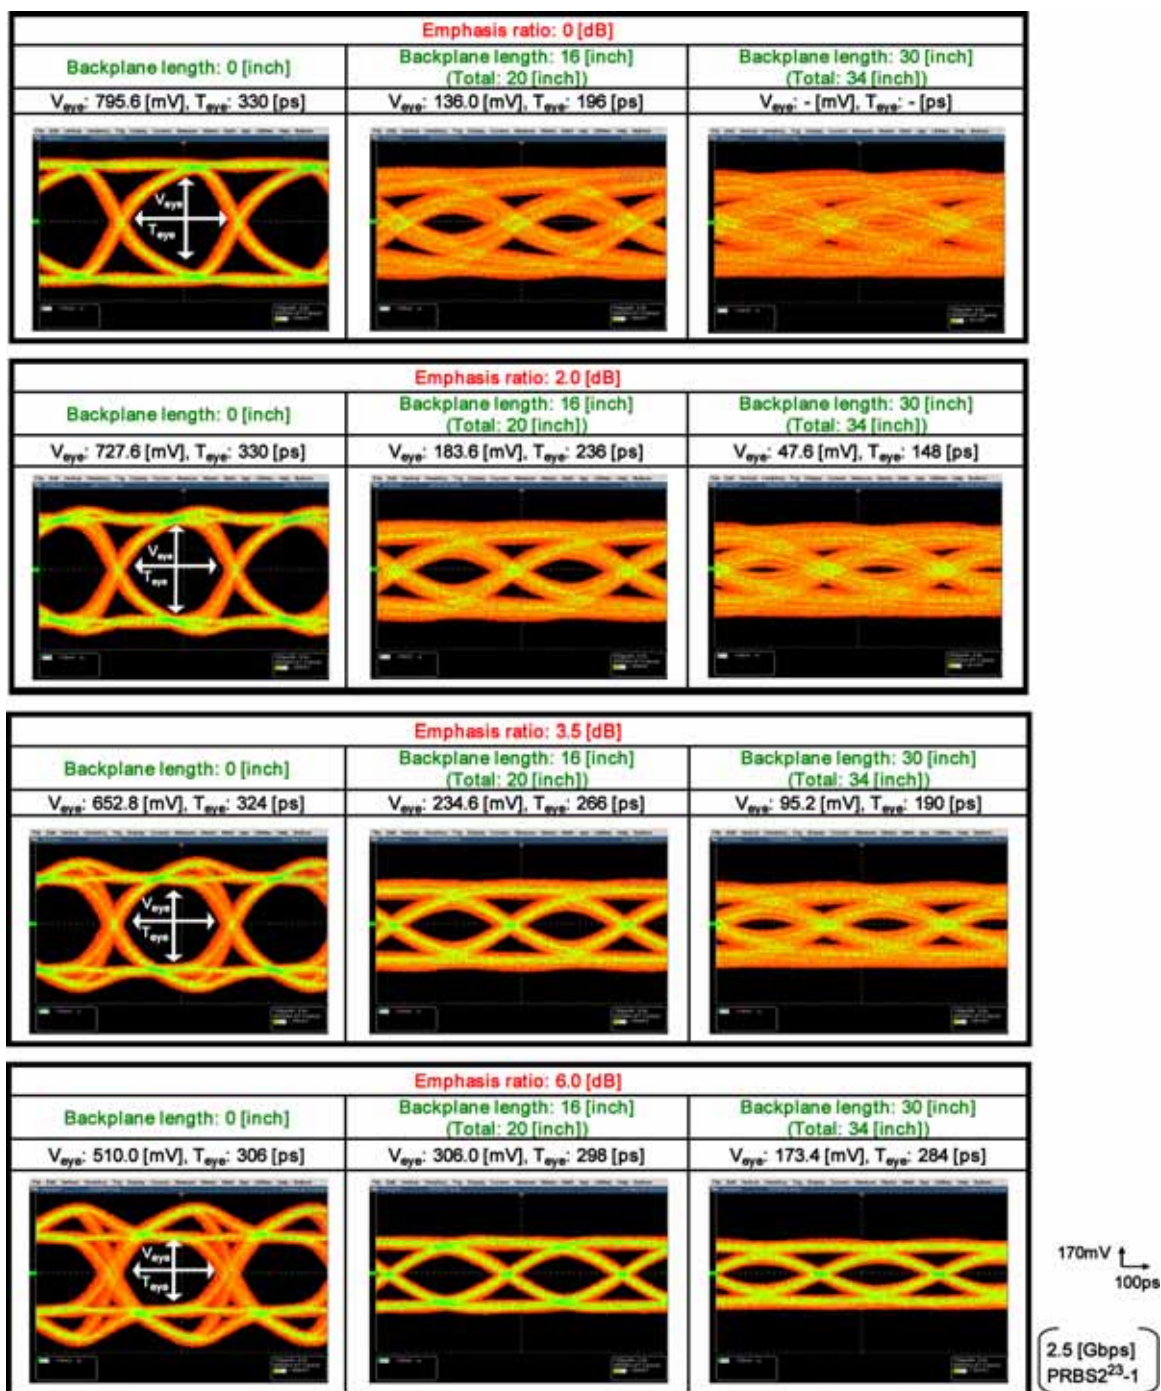 Emphasis ratio: 0 [dB]
Backplane length: 0 [inch]
Backplane length: 16 [inch]
(Total: 20 [inch])
Backplane length: 30 [inch]
(Total: 34 [inch])
Veye: 795.6 [mV], Teye: 330 [ps]
Veye: 136.0 [mV], Teye: 196 [ps]
Veye: - [mV], Teye: - [ps]
Veye
Teye
Emphasis ratio: 2.0 [dB]
Backplane length: 0 [inch]
Backplane length: 16 [inch]
(Total: 20 [inch])
Backplane length: 30 [inch]
(Total: 34 [inch])
Veye: 727.6 [mV], Teye: 330 [ps]
Veye: 183.6 [mV], Teye: 236 [ps]
Veye: 47.6 [mV], Teye: 148 [ps]
Veye
Teye
Emphasis ratio: 3.5 [dB]
Backplane length: 0 [inch]
Backplane length: 16 [inch]
(Total: 20 [inch])
Backplane length: 30 [inch]
(Total: 34 [inch])
Veye: 652.8 [mV], Teye: 324 [ps]
Veye: 234.6 [mV], Teye: 266 [ps]
Veye: 95.2 [mV], Teye: 190 [ps]
Veye
Teye
Emphasis ratio: 6.0 [dB]
Backplane length: 0 [inch]
Backplane length: 16 [inch]
(Total: 20 [inch])
Backplane length: 30 [inch]
(Total: 34 [inch])
Veye: 510.0 [mV], Teye: 306 [ps]
Veye: 306.0 [mV], Teye: 298 [ps]
Veye: 173.4 [mV], Teye: 284 [ps]
Veye
Teye
170mV
100ps
2.5 [Gbps]
PRBS2²³-1